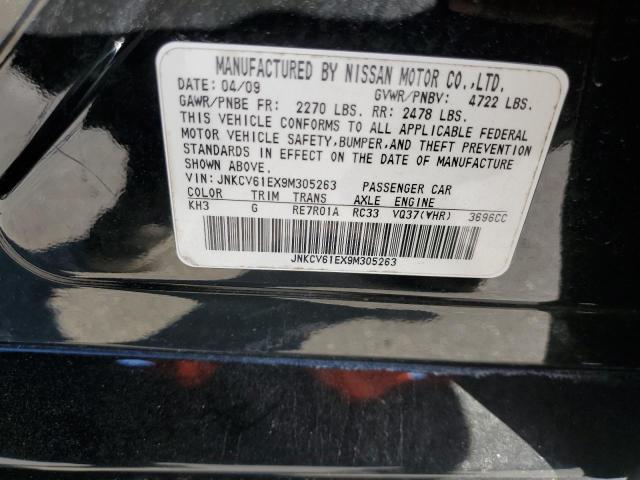 MANUFACTURED BY NISSAN MOTOR CO.,LTD.
DATE: 04/09 GVWR/PNBV: 4722 LBS.
GAWR/PNBE FR: 2270 LBS. RR: 2478 LBS.
THIS VEHICLE CONFORMS TO ALL APPLICABLE FEDERAL
MOTOR VEHICLE SAFETY,BUMPER,AND THEFT PREVENTION
STANDARDS IN EFFECT ON THE DATE OF MANUFACTURE
SHOWN ABOVE.
VIN: JNKCV61EX9M305263 PASSENGER CAR
COLOR TRIM TRANS AXLE ENGINE
KH3 G RE7R01A RC33 VQ37(VHR) 3696CC
JNKCV61EX9M305263